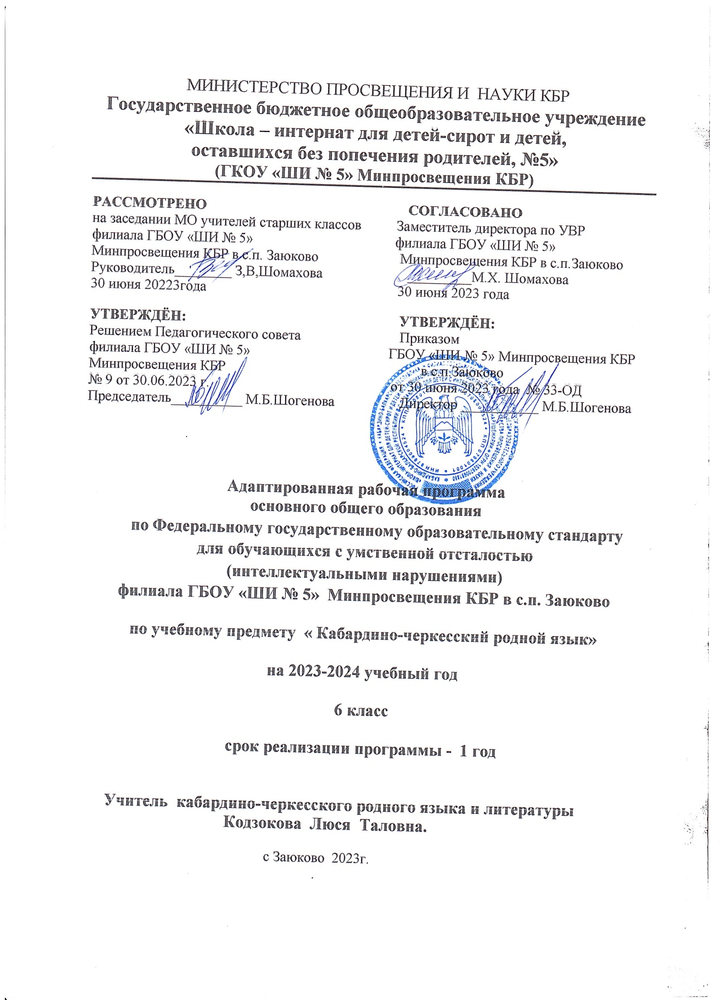 МИНИСТЕРСТВО ПРОСВЕЩЕНИЯ И НАУКИ КБР
Государственное бюджетное общеобразовательное учреждение
«Школа – интернат для детей-сирот и детей,
оставшихся без попечения родителей, №5»
(ГКОУ «ШИ № 5» Минпросвещения КБР)
РАССМОТРЕНО
на заседании МО учителей старших классов
филиала ГБОУ «ШИ № 5»
Минпросвещения КБР в с.п. Заюково
Руководитель________ З,В,Шомахова
30 июня 20223года
СОГЛАСОВАНО
Заместитель директора по УВР
филиала ГБОУ «ШИ № 5»
Минпросвещения КБР в с.п.Заюково
_________М.Х. Шомахова
30 июня 2023 года
УТВЕРЖДЁН:
Решением Педагогического совета
филиала ГБОУ «ШИ № 5»
Минпросвещения КБР
№ 9 от 30.06.2023 г.
Председатель__________ М.Б.Шогенова
УТВЕРЖДЁН:
Приказом
ГБОУ «ШИ № 5» Минпросвещения КБР
в с.п.Заюково
от 30 июня 2023 года № 33-ОД
Директор ___________ М.Б.Шогенова
Адаптированная рабочая программа
основного общего образования
по Федеральному государственному образовательному стандарту
для обучающихся с умственной отсталостью
(интеллектуальными нарушениями)
филиала ГБОУ «ШИ № 5» Минпросвещения КБР в с.п. Заюково
по учебному предмету « Кабардино-черкесский родной язык»
на 2023-2024 учебный год
6 класс
срок реализации программы - 1 год
Учитель кабардино-черкесского родного языка и литературы
Кодзокова Люся Таловна.
с Заюково 2023г.